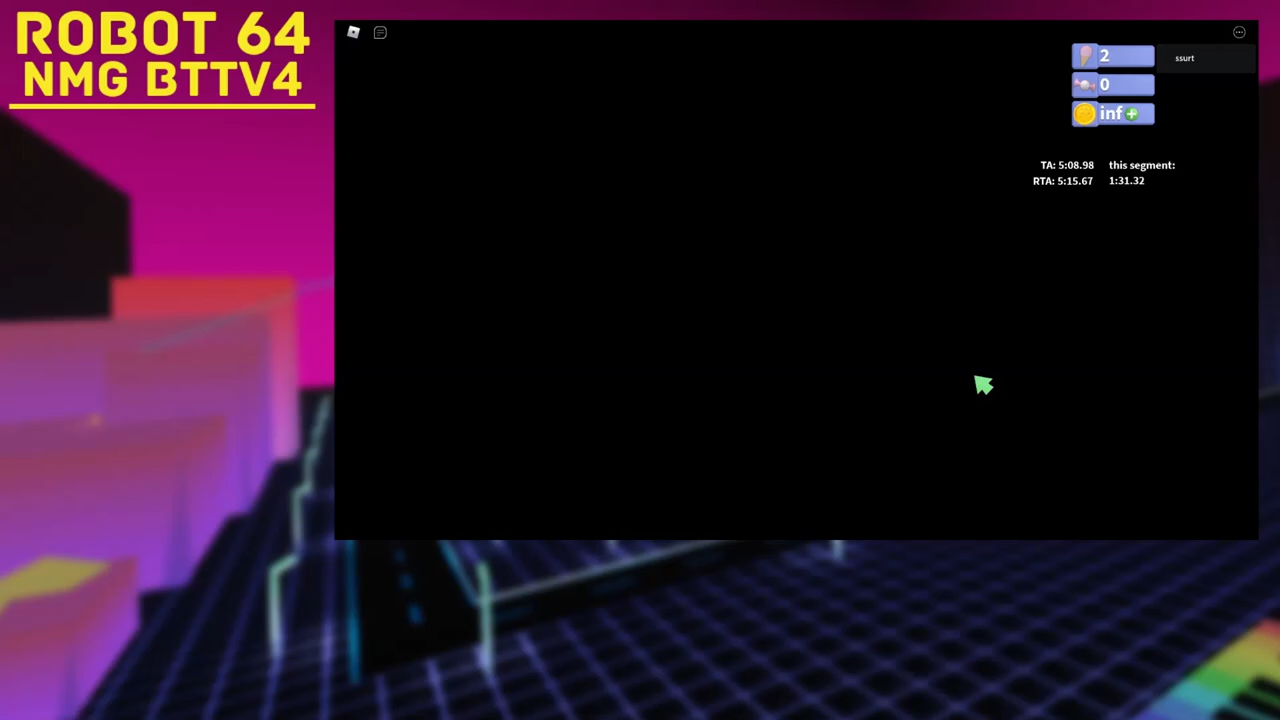 ROBOT 64
NMG BTTV4
2
ssurt
0
inf
TA: 5:08.98 this segment:
RTA: 5:15.67 1:31.32